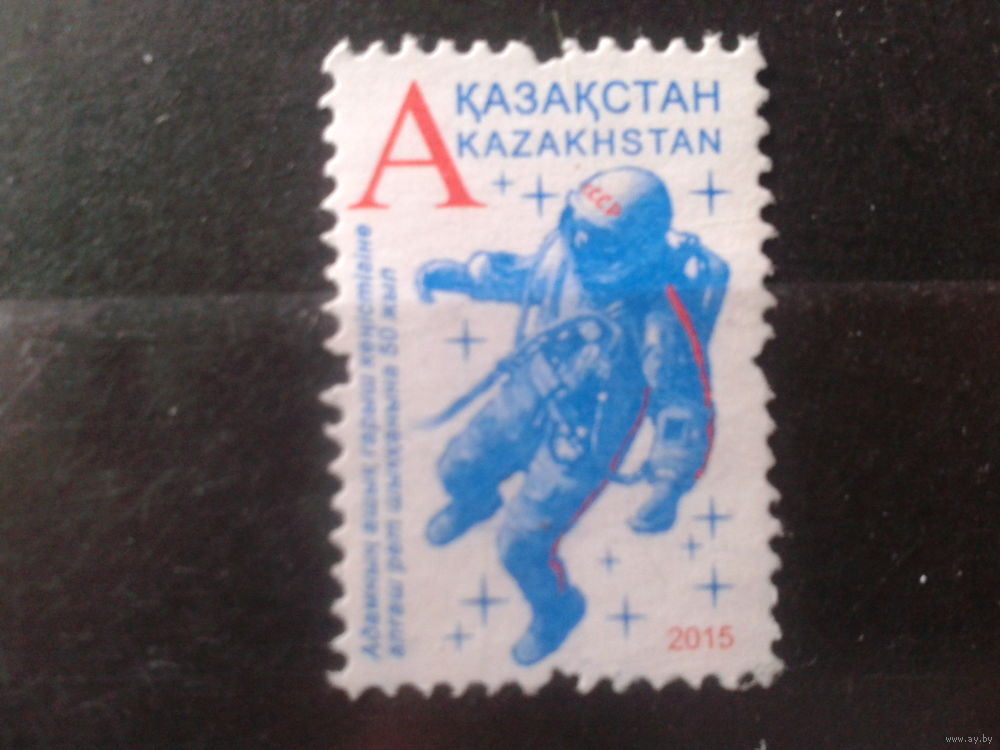 А
ҚАЗАҚСТАН
KAZAKHSTAN
СССР
Адамның ашық ғарыш кеңістігіне
алғаш рет шыққанына 50 жыл
2015
www.ay.by